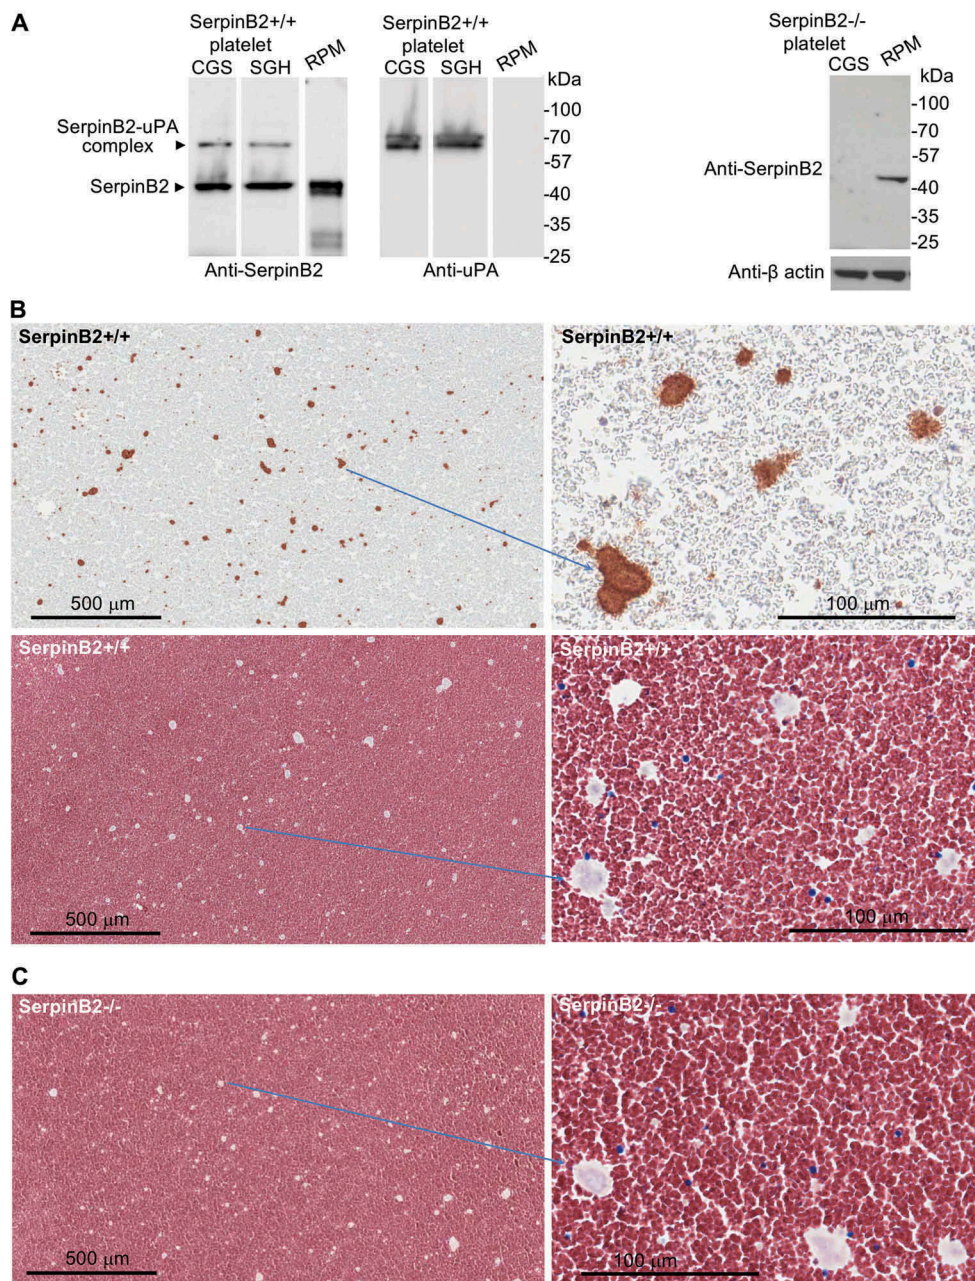 A
SerpinB2+/+
platelet
CGS SGH RPM
SerpinB2-uPA
complex
SerpinB2
Anti-SerpinB2
SerpinB2+/+
platelet
CGS SGH RPM
kDa
-100
-70
-57
-40
-35
-25
Anti-uPA
SerpinB2-/-
platelet
CGS RPM
kDa
-100
-70
-57
-40
-35
-25
Anti-SerpinB2
Anti-β actin
B
SerpinB2+/+
500 μm
SerpinB2+/+
100 μm
SerpinB2+/+
500 μm
SerpinB2+/+
100 μm
C
SerpinB2-/-
500 μm
SerpinB2-/-
100 μm